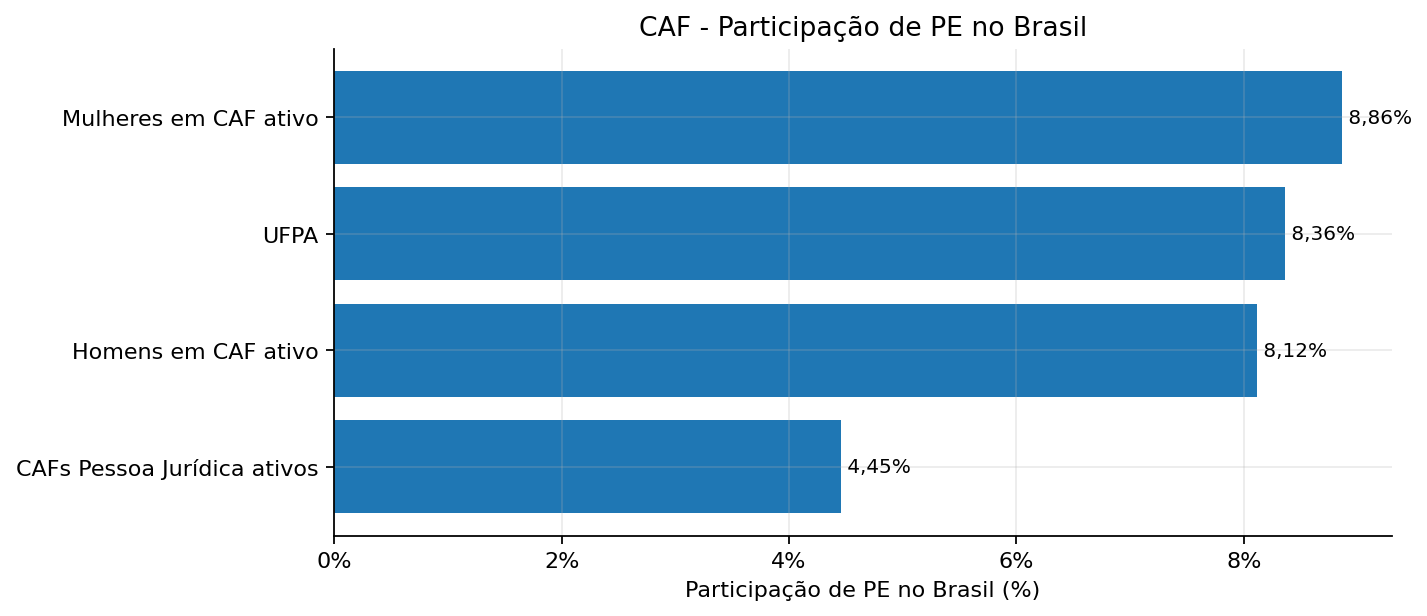 CAF - Participação de PE no Brasil
Mulheres em CAF ativo
8,86%
UFPA
8,36%
Homens em CAF ativo
8,12%
CAFs Pessoa Jurídica ativos
4,45%
0%
2%
4%
6%
8%
Participação de PE no Brasil (%)